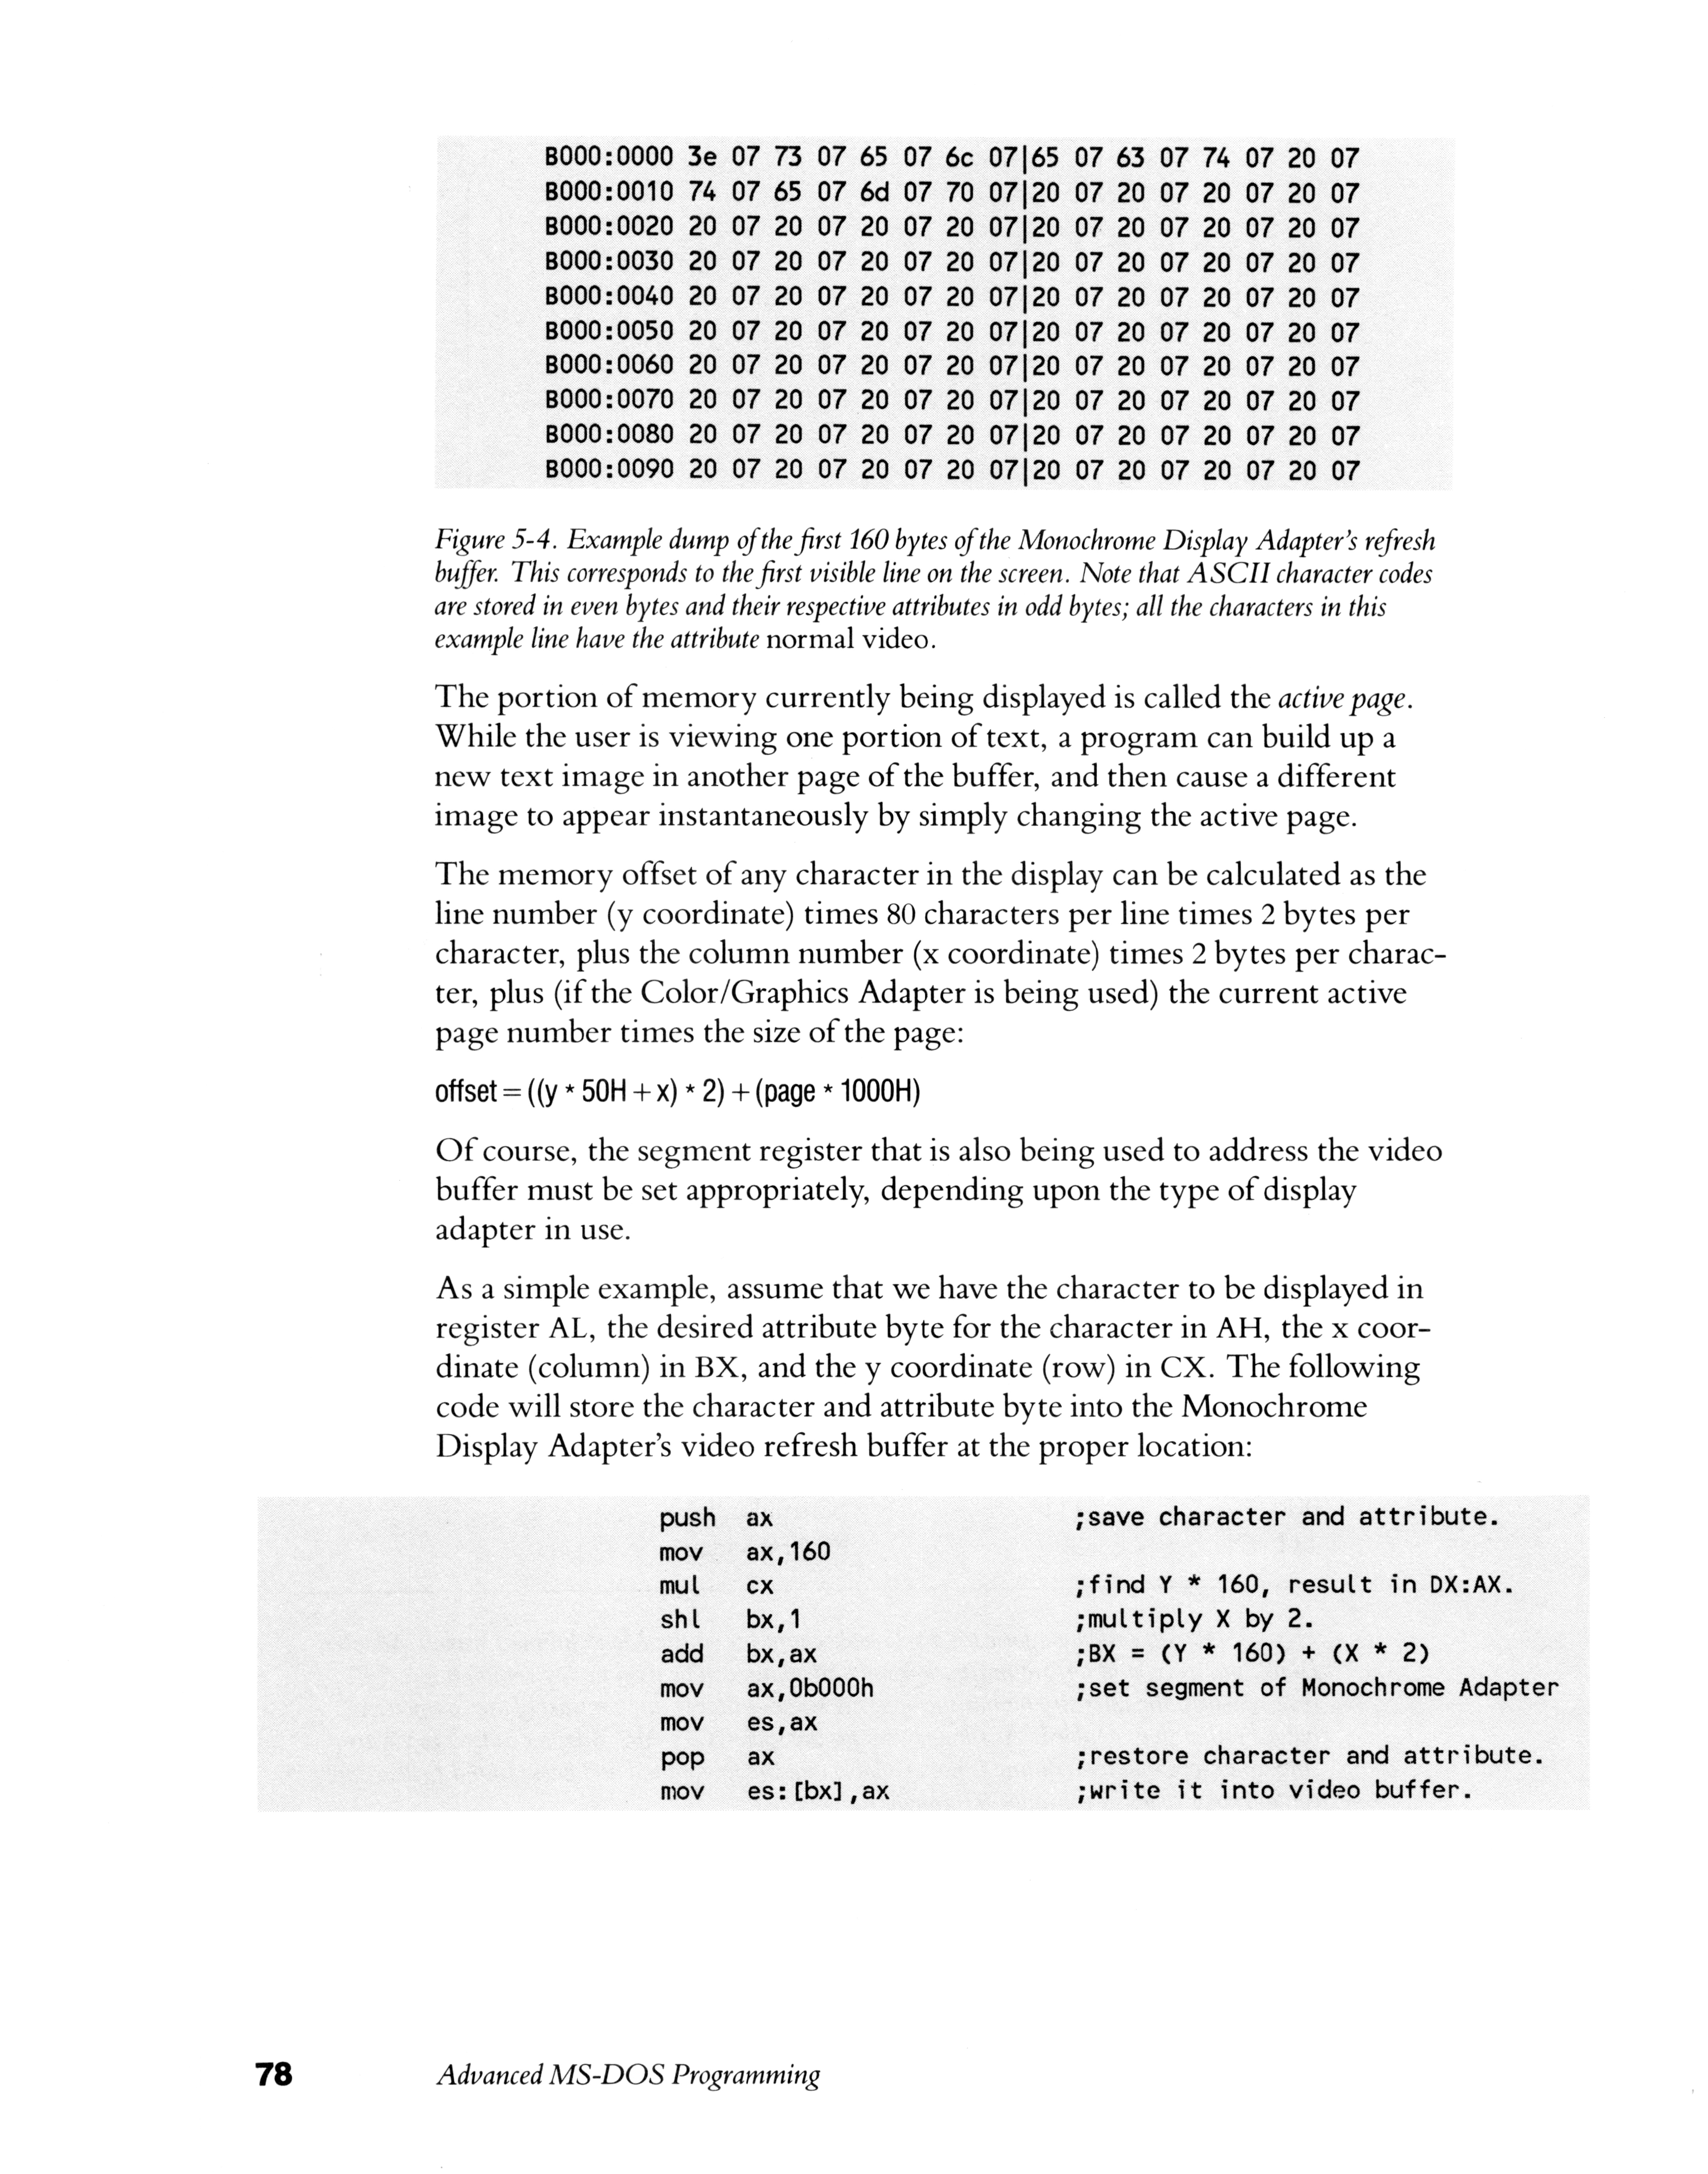 B000:0000 3e 07 73 07 65 07 6c 07|65 07 63 07 74 07 20 07
B000:0010 74 07 65 07 6d 07 70 07|20 07 20 07 20 07 20 07
B000:0020 20 07 20 07 20 07 20 07|20 07 20 07 20 07 20 07
B000:0030 20 07 20 07 20 07 20 07|20 07 20 07 20 07 20 07
B000:0040 20 07 20 07 20 07 20 07|20 07 20 07 20 07 20 07
B000:0050 20 07 20 07 20 07 20 07|20 07 20 07 20 07 20 07
B000:0060 20 07 20 07 20 07 20 07|20 07 20 07 20 07 20 07
B000:0070 20 07 20 07 20 07 20 07|20 07 20 07 20 07 20 07
B000:0080 20 07 20 07 20 07 20 07|20 07 20 07 20 07 20 07
B000:0090 20 07 20 07 20 07 20 07|20 07 20 07 20 07 20 07
Figure 5-4. Example dump of the first 160 bytes of the Monochrome Display Adapter's refresh
buffer. This corresponds to the first visible line on the screen. Note that ASCII character codes
are stored in even bytes and their respective attributes in odd bytes; all the characters in this
example line have the attribute normal video.
The portion of memory currently being displayed is called the active page.
While the user is viewing one portion of text, a program can build up a
new text image in another page of the buffer, and then cause a different
image to appear instantaneously by simply changing the active page.
The memory offset of any character in the display can be calculated as the
line number (y coordinate) times 80 characters per line times 2 bytes per
character, plus the column number (x coordinate) times 2 bytes per charac-
ter, plus (if the Color/Graphics Adapter is being used) the current active
page number times the size of the page:
offset = ((y * 50H + x) * 2) + (page * 1000H)
Of course, the segment register that is also being used to address the video
buffer must be set appropriately, depending upon the type of display
adapter in use.
As a simple example, assume that we have the character to be displayed in
register AL, the desired attribute byte for the character in AH, the x coor-
dinate (column) in BX, and the y coordinate (row) in CX. The following
code will store the character and attribute byte into the Monochrome
Display Adapter's video refresh buffer at the proper location:
push ax ;save character and attribute.
mov ax,160
mul cx ;find Y * 160, result in DX:AX.
shl bx,1 ;multiply X by 2.
add bx,ax ;BX = (Y * 160) + (X * 2)
mov ax,0b000h ;set segment of Monochrome Adapter
mov es,ax
pop ax ;restore character and attribute.
mov es:[bx],ax ;write it into video buffer.
78 Advanced MS-DOS Programming